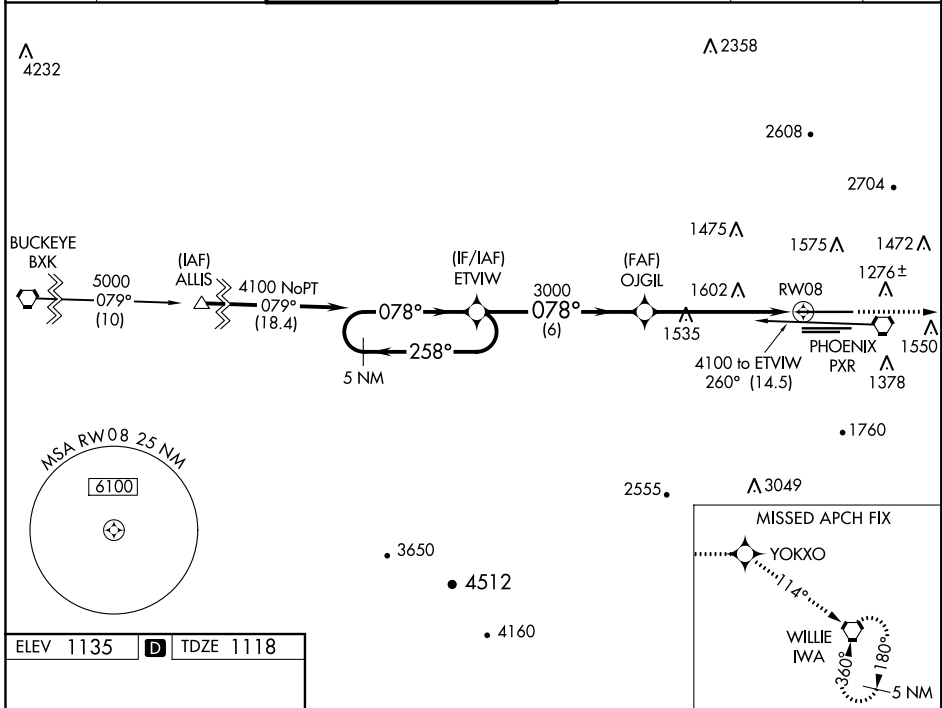 2358
4232
2608
2704
1475
1575
1472
BUCKEYE
BXK
5000
079°
(10)
(IAF)
ALLIS
4100 NoPT
079°
(18.4)
(IF/IAF)
ETVIW
078°
258°
5 NM
3000
078°
(6)
(FAF)
OJGIL
1602
1535
RW08
1276±
PHOENIX
PXR
1550
1378
4100 to ETVIW
260° (14.5)
1760
MSA RW08 25 NM
6100
2555
3049
3650
4512
4160
MISSED APCH FIX
YOKXO
114°
WILLIE
IWA
360°
180°
5 NM
ELEV 1135 D TDZE 1118